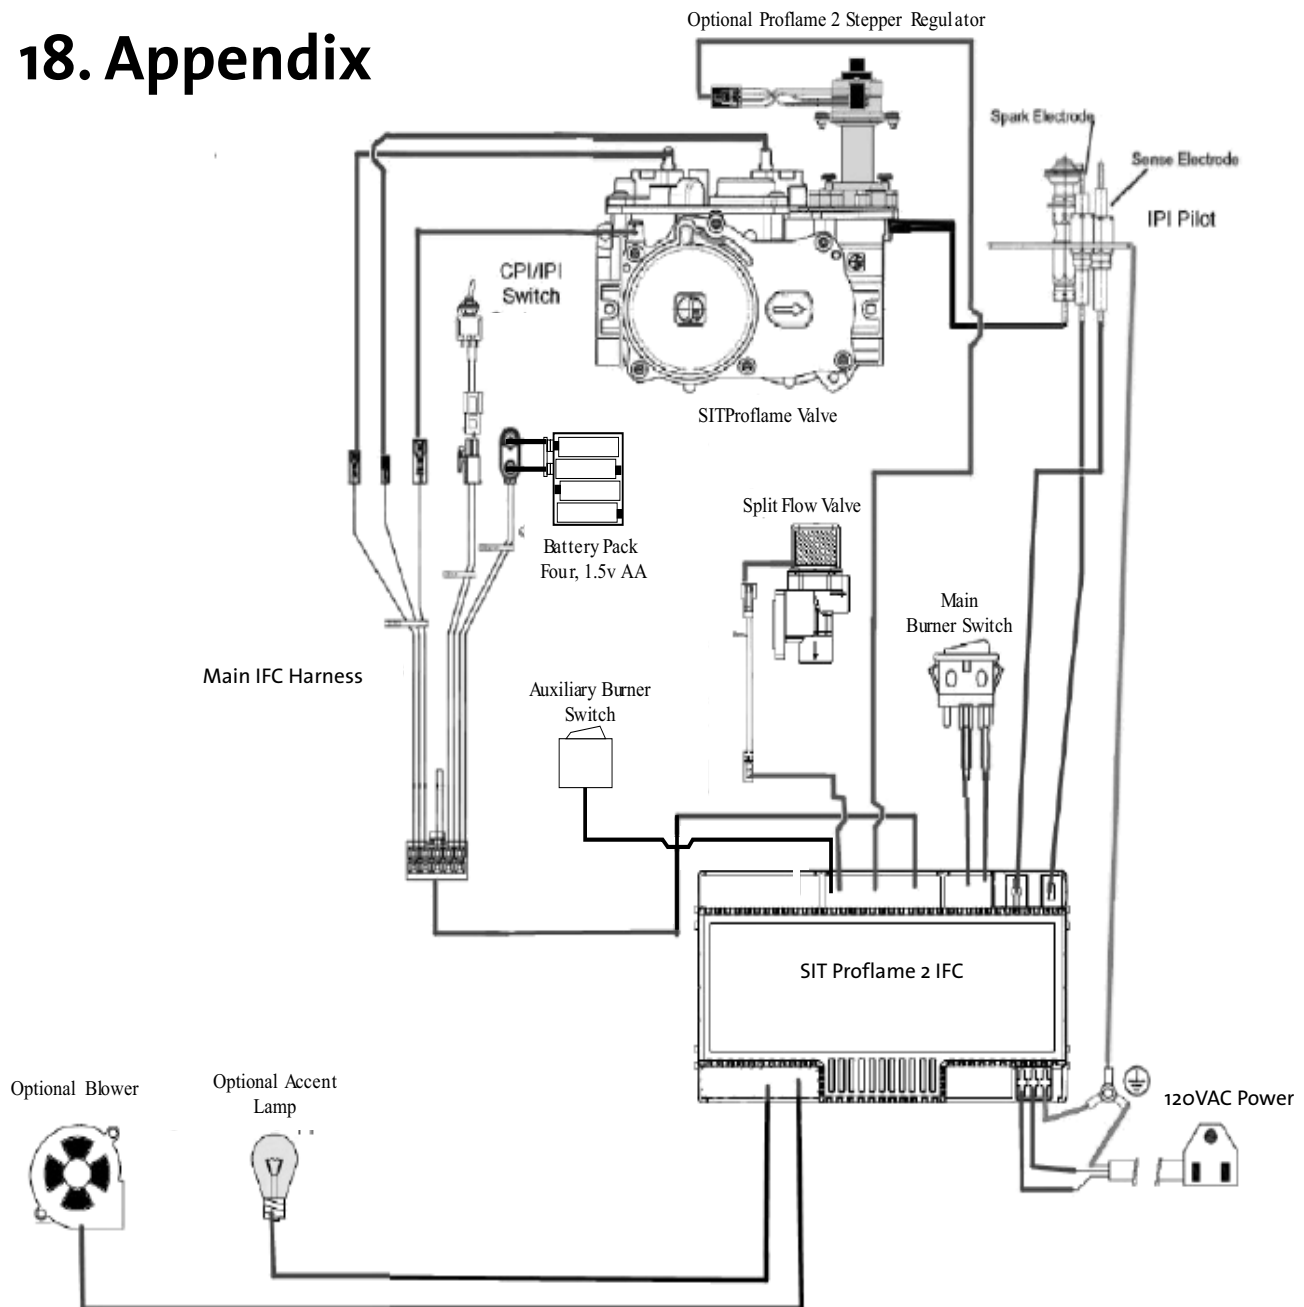 18. Appendix
Optional Proflame 2 Stepper Regulator
Spark Electrode
Sense Electrode
IPI Pilot
CPI/IPI
Switch
SITProflame Valve
Split Flow Valve
Battery Pack
Four, 1.5v AA
Main
Burner Switch
Main IFC Harness
Auxiliary Burner
Switch
SIT Proflame 2 IFC
Optional Blower
Optional Accent
Lamp
120VAC Power